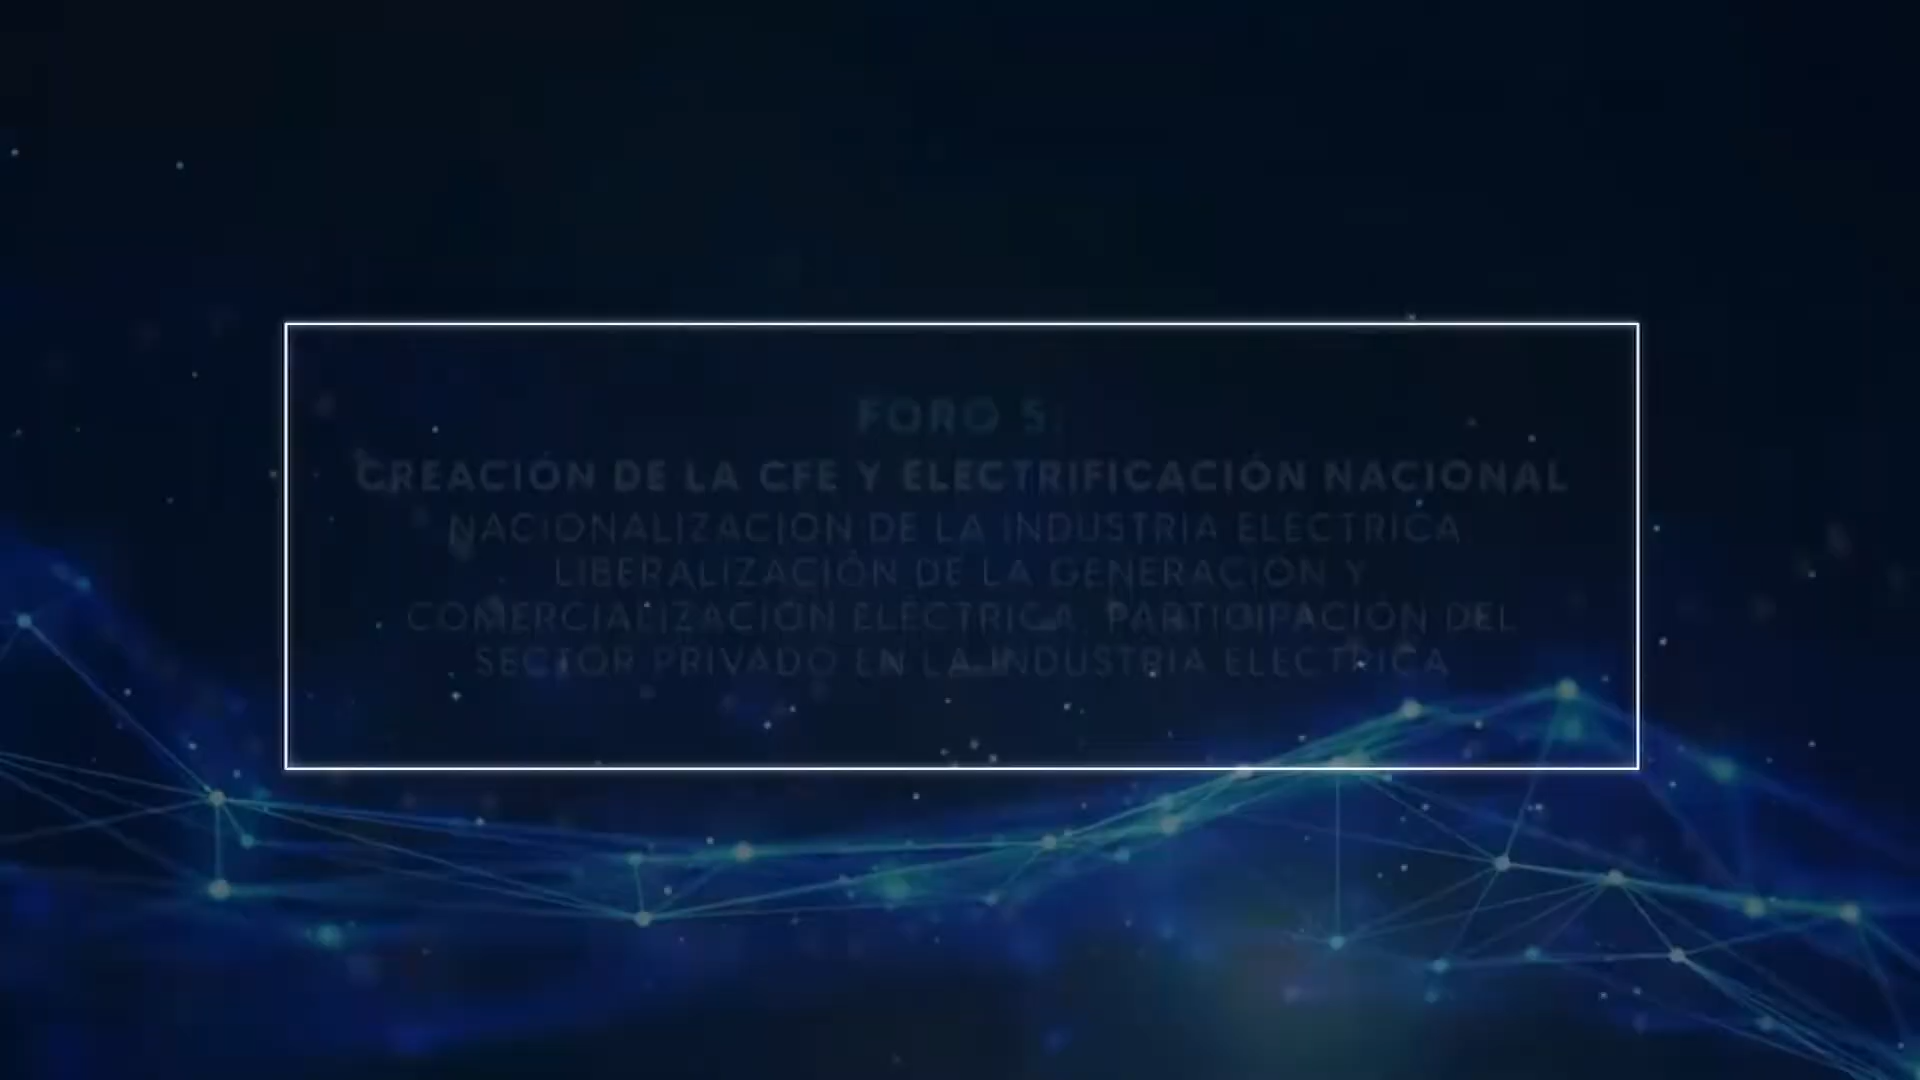 FORO 5.
CREACIÓN DE LA CFE Y ELECTRIFICACIÓN NACIONAL
NACIONALIZACIÓN DE LA INDUSTRIA ELÉCTRICA
LIBERALIZACIÓN DE LA GENERACIÓN Y
COMERCIALIZACIÓN ELÉCTRICA, PARTICIPACIÓN DEL
SECTOR PRIVADO EN LA INDUSTRIA ELÉCTRICA